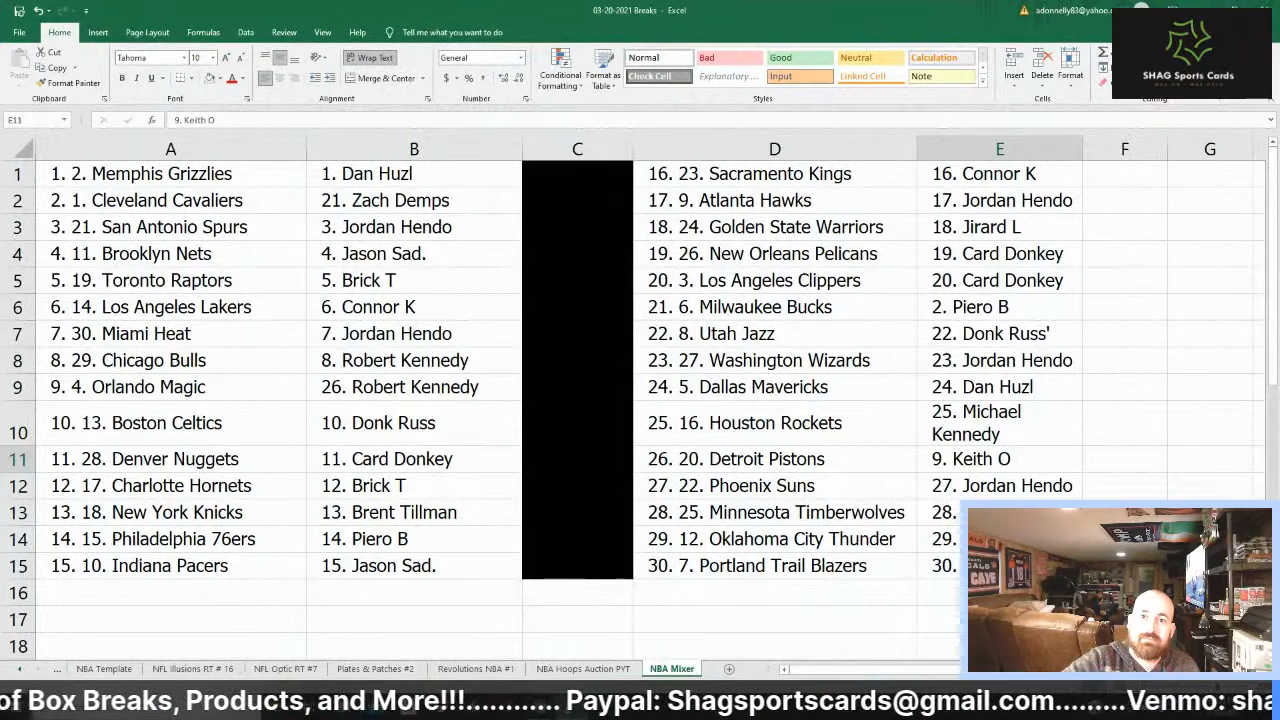 03-20-2021 Breaks - Excel
adonnelly83@yahoo.c
File Home Insert Page Layout Formulas Data Review View Help Tell me what you want to do
Cut
Copy
Format Painter
Paste
Clipboard
Tahoma 10
B I U
Font
Wrap Text
Merge & Center
Alignment
General
$ % ,
Number
Conditional Formatting
Format as Table
Normal Bad Good Neutral Calculation
Check Cell Explanatory ... Input Linked Cell Note
Styles
Insert Delete Format
Cells
Editing
SHAG Sports Cards
E11 fx 9. Keith O
A B C D E F G
1 1. 2. Memphis Grizzlies 1. Dan Huzl 16. 23. Sacramento Kings 16. Connor K
2 2. 1. Cleveland Cavaliers 21. Zach Demps 17. 9. Atlanta Hawks 17. Jordan Hendo
3 3. 21. San Antonio Spurs 3. Jordan Hendo 18. 24. Golden State Warriors 18. Jirard L
4 4. 11. Brooklyn Nets 4. Jason Sad. 19. 26. New Orleans Pelicans 19. Card Donkey
5 5. 19. Toronto Raptors 5. Brick T 20. 3. Los Angeles Clippers 20. Card Donkey
6 6. 14. Los Angeles Lakers 6. Connor K 21. 6. Milwaukee Bucks 2. Piero B
7 7. 30. Miami Heat 7. Jordan Hendo 22. 8. Utah Jazz 22. Donk Russ'
8 8. 29. Chicago Bulls 8. Robert Kennedy 23. 27. Washington Wizards 23. Jordan Hendo
9 9. 4. Orlando Magic 26. Robert Kennedy 24. 5. Dallas Mavericks 24. Dan Huzl
10 10. 13. Boston Celtics 10. Donk Russ 25. 16. Houston Rockets 25. Michael
Kennedy
11 11. 28. Denver Nuggets 11. Card Donkey 26. 20. Detroit Pistons 9. Keith O
12 12. 17. Charlotte Hornets 12. Brick T 27. 22. Phoenix Suns 27. Jordan Hendo
13 13. 18. New York Knicks 13. Brent Tillman 28. 25. Minnesota Timberwolves 28.
14 14. 15. Philadelphia 76ers 14. Piero B 29. 12. Oklahoma City Thunder 29.
15 15. 10. Indiana Pacers 15. Jason Sad. 30. 7. Portland Trail Blazers 30.
16
17
18
... NBA Template NFL Illusions RT # 16 NFL Optic RT #7 Plates & Patches #2 Revolutions NBA #1 NBA Hoops Auction PYT NBA Mixer
of Box Breaks, Products, and More!!!............ Paypal: Shagsportscards@gmail.com.........Venmo: sha